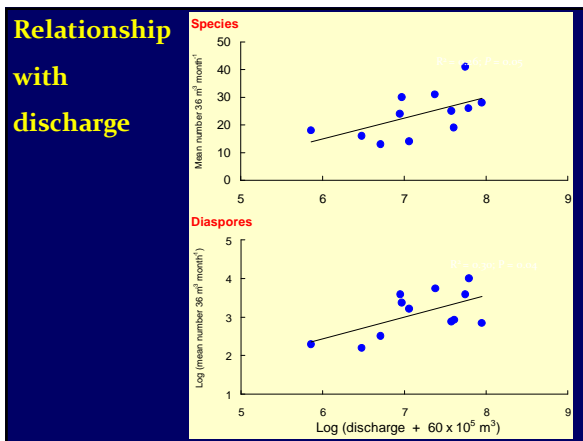 Relationship
with
discharge
Species
Mean number 36 m³ month⁻¹
50
40
30
20
10
0
5 6 7 8 9
Diaspores
Log (mean number 36 m³ month⁻¹)
5
4
3
2
1
5 6 7 8 9
Log (discharge + 60 x 10⁵ m³)